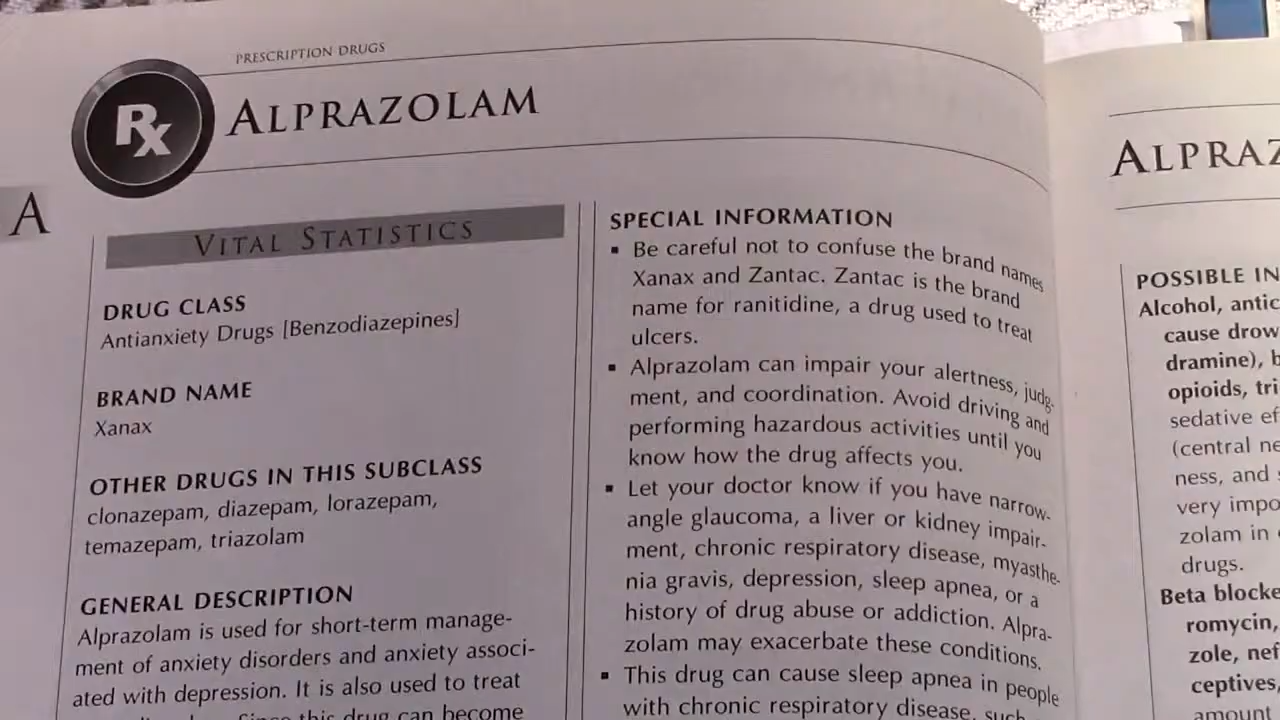 PRESCRIPTION DRUGS
Rx
ALPRAZOLAM
A
VITAL STATISTICS
DRUG CLASS
Antianxiety Drugs [Benzodiazepines]
BRAND NAME
Xanax
OTHER DRUGS IN THIS SUBCLASS
clonazepam, diazepam, lorazepam,
temazepam, triazolam
GENERAL DESCRIPTION
Alprazolam is used for short-term manage-
ment of anxiety disorders and anxiety associ-
ated with depression. It is also used to treat
this drug can become
SPECIAL INFORMATION
▪ Be careful not to confuse the brand names
Xanax and Zantac. Zantac is the brand
name for ranitidine, a drug used to treat
ulcers.
▪ Alprazolam can impair your alertness, judg-
ment, and coordination. Avoid driving and
performing hazardous activities until you
know how the drug affects you.
▪ Let your doctor know if you have narrow-
angle glaucoma, a liver or kidney impair-
ment, chronic respiratory disease, myasthe-
nia gravis, depression, sleep apnea, or a
history of drug abuse or addiction. Alpra-
zolam may exacerbate these conditions.
▪ This drug can cause sleep apnea in people
with chronic respiratory disease, such
ALPRAZ
POSSIBLE IN
Alcohol, antic
cause drow
dramine), b
opioids, tri
sedative ef
(central ne
ness, and
very impo
zolam in
drugs.
Beta blocke
romycin,
zole, nef
ceptives,
amount